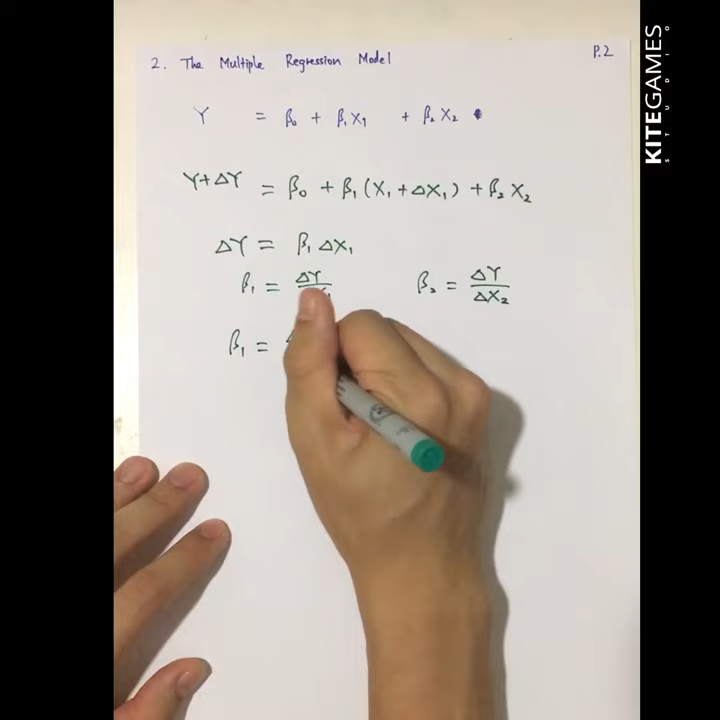 2. The Multiple Regression Model P.2
Y = β₀ + β₁X₁ + β₂X₂
Y+ΔY = β₀ + β₁(X₁+ΔX₁) + β₂X₂
ΔY = β₁ΔX₁
β₁ = ΔY β₂ = ΔY/ΔX₂
β₁ =
KITEGAMES
STUDIO